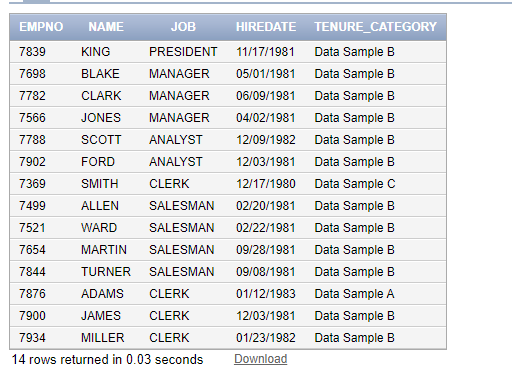 EMPNO NAME JOB HIREDATE TENURE_CATEGORY
7839 KING PRESIDENT 11/17/1981 Data Sample B
7698 BLAKE MANAGER 05/01/1981 Data Sample B
7782 CLARK MANAGER 06/09/1981 Data Sample B
7566 JONES MANAGER 04/02/1981 Data Sample B
7788 SCOTT ANALYST 12/09/1982 Data Sample B
7902 FORD ANALYST 12/03/1981 Data Sample B
7369 SMITH CLERK 12/17/1980 Data Sample C
7499 ALLEN SALESMAN 02/20/1981 Data Sample B
7521 WARD SALESMAN 02/22/1981 Data Sample B
7654 MARTIN SALESMAN 09/28/1981 Data Sample B
7844 TURNER SALESMAN 09/08/1981 Data Sample B
7876 ADAMS CLERK 01/12/1983 Data Sample A
7900 JAMES CLERK 12/03/1981 Data Sample B
7934 MILLER CLERK 01/23/1982 Data Sample B
14 rows returned in 0.03 seconds Download